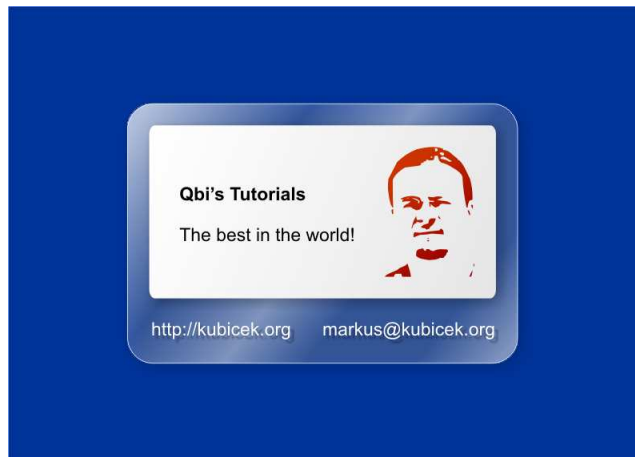 Qbi's Tutorials
The best in the world!
http://kubicek.org markus@kubicek.org